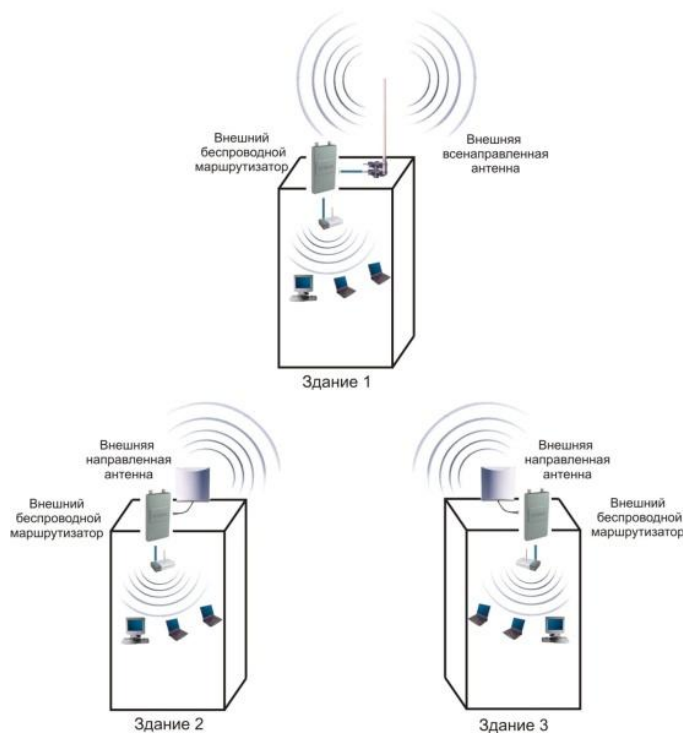 Внешний
беспроводной
маршрутизатор
Внешняя
всенаправленная
антенна
Здание 1
Внешняя
направленная
антенна
Внешний
беспроводной
маршрутизатор
Здание 2
Внешняя
направленная
антенна
Внешний
беспроводной
маршрутизатор
Здание 3